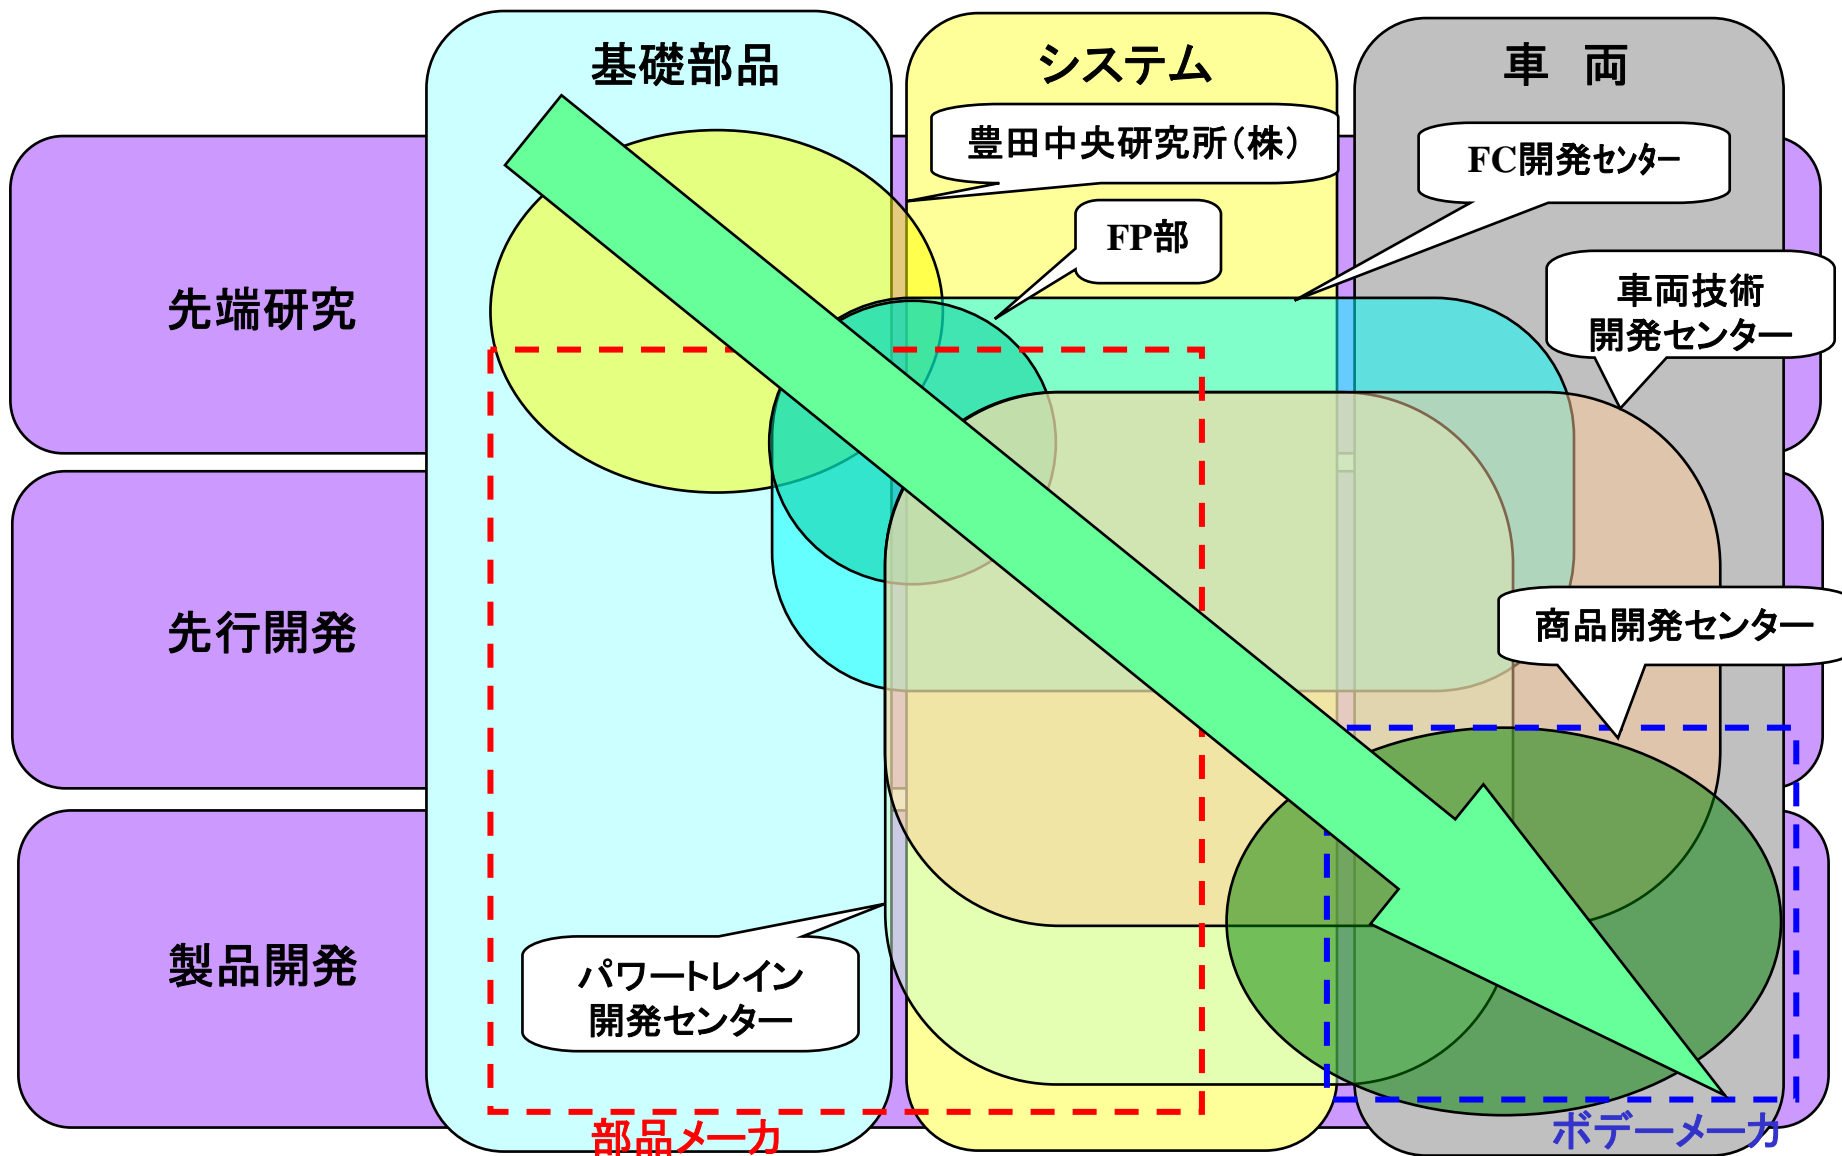 基礎部品
システム
車　両
豊田中央研究所（株）
FC開発センター
FP部
車両技術
開発センター
先端研究
先行開発
商品開発センター
製品開発
パワートレイン
開発センター
部品メーカ
ボデーメーカ